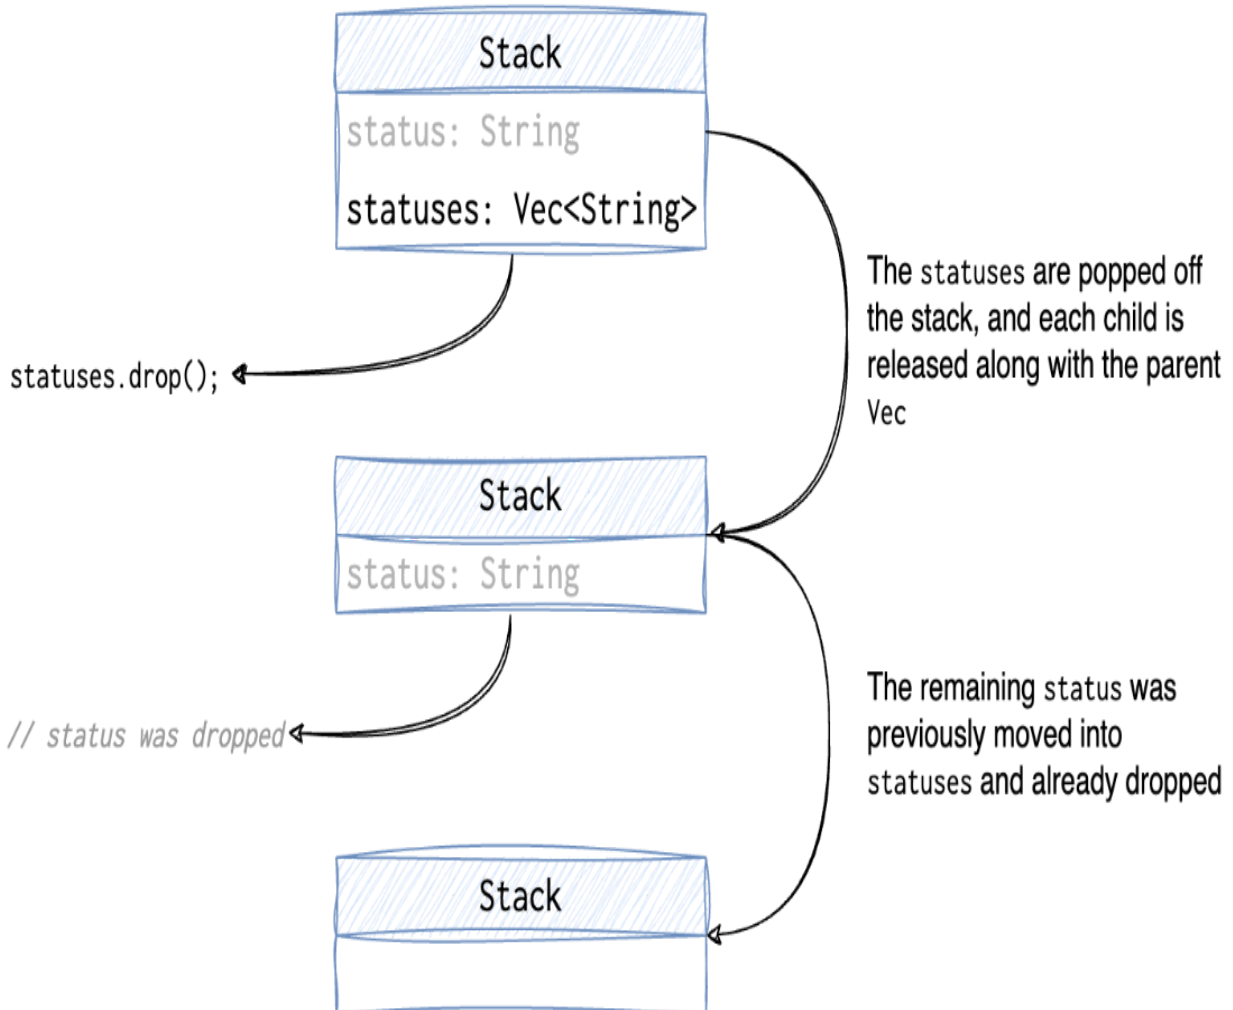 Stack
status: String
statuses: Vec<String>
The statuses are popped off
the stack, and each child is
released along with the parent
Vec
statuses.drop();
Stack
status: String
The remaining status was
previously moved into
statuses and already dropped
// status was dropped
Stack